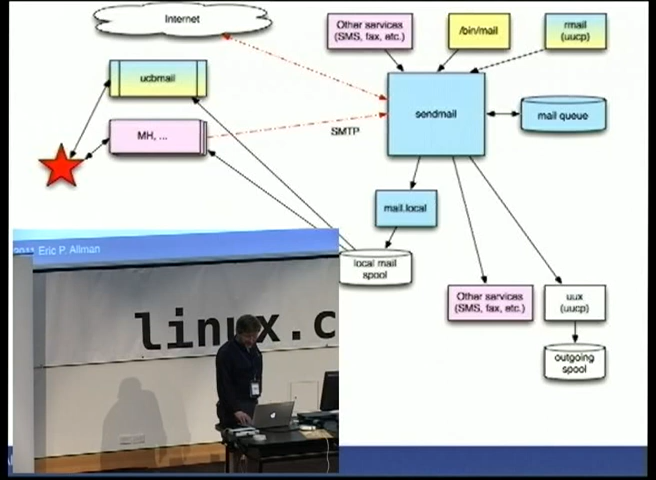 Internet
Other services
(SMS, fax, etc.)
/bin/mail
rmail
(uucp)
ucbmail
sendmail
mail queue
MH, ...
SMTP
mail.local
local mail
spool
Other services
(SMS, fax, etc.)
uux
(uucp)
outgoing
spool
2011 Eric P. Allman
linux.c